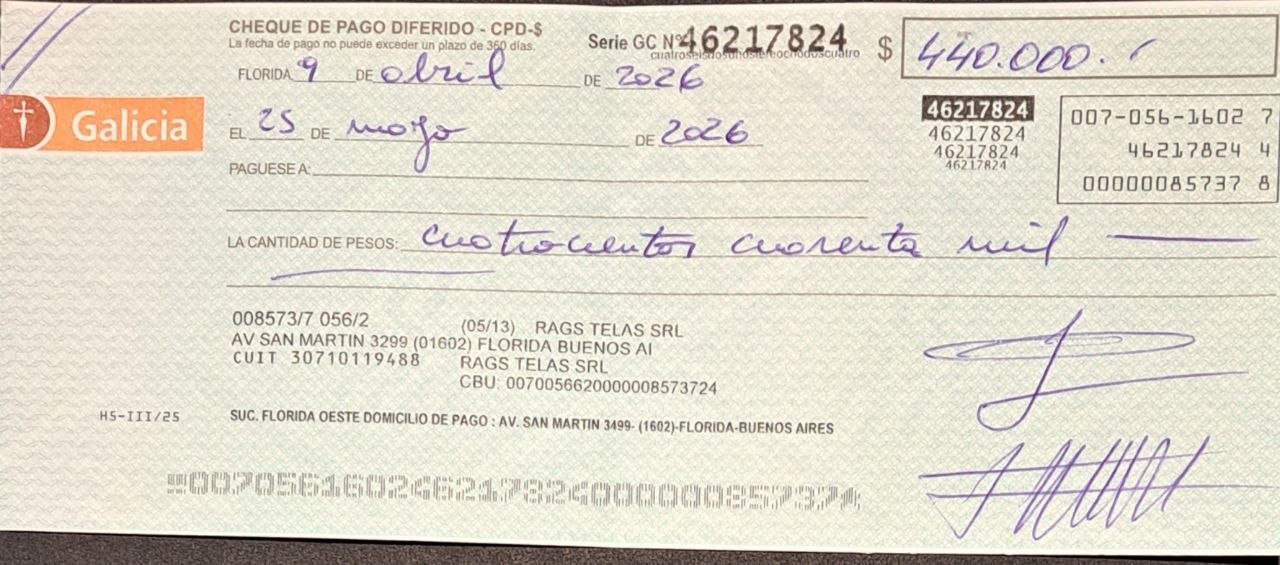 CHEQUE DE PAGO DIFERIDO - CPD-$
La fecha de pago no puede exceder un plazo de 360 días.
Serie GC Nº 46217824
cuatroseisdosunosieteochodoscuatro
$ 440.000.-
FLORIDA 9 DE abril DE 2026
Galicia
EL 25 DE mayo DE 2026
PAGUESE A:
46217824
46217824
46217824
46217824
007-056-1602 7
46217824 4
00000085737 8
LA CANTIDAD DE PESOS: cuatrocientos cuarenta mil
008573/7 056/2 (05/13) RAGS TELAS SRL
AV SAN MARTIN 3299 (01602) FLORIDA BUENOS AI
CUIT 30710119488 RAGS TELAS SRL
CBU: 0070056620000008573724
HS-III/25
SUC. FLORIDA OESTE DOMICILIO DE PAGO : AV. SAN MARTIN 3499- (1602)-FLORIDA-BUENOS AIRES
00705616024621782400000085737